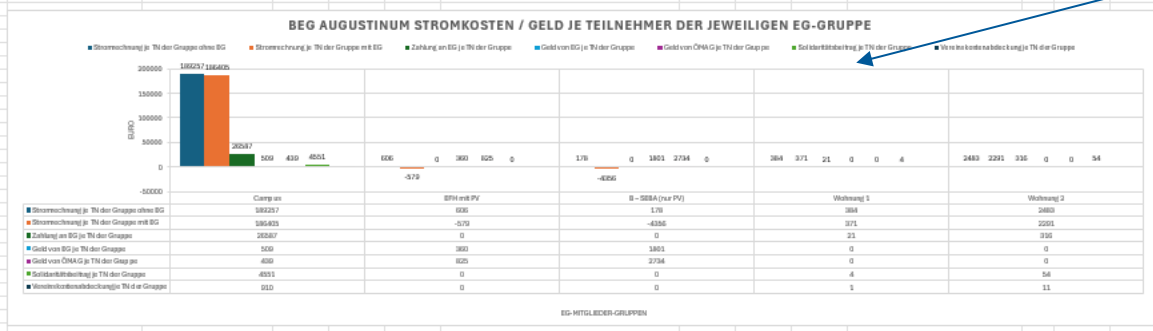 BEG AUGUSTINUM STROMKOSTEN / GELD JE TEILNEHMER DER JEWEILIGEN EG-GRUPPE
Stromrechnung je TN der Gruppe ohne EG Stromrechnung je TN der Gruppe mit EG Zahlung an EG je TN der Gruppe Geld von EG je TN der Gruppe Geld von ÖMAG je TN der Gruppe Solidaritätsbeitrag je TN der Gruppe Vereinskostenabdeckung je TN der Gruppe
200000
189257 186405
150000
100000
50000
0
-50000
EURO
26587 509 439 4551
606 -579 0 360 825 0
178 -4356 0 1801 2734 0
384 371 21 0 0 4
2483 2291 316 0 0 54
Campus EFH mit PV B – SEBA (nur PV) Wohnung 1 Wohnung 2
Stromrechnung je TN der Gruppe ohne EG 189257 606 178 384 2483
Stromrechnung je TN der Gruppe mit EG 186405 -579 -4356 371 2291
Zahlung an EG je TN der Gruppe 26587 0 0 21 316
Geld von EG je TN der Gruppe 509 360 1801 0 0
Geld von ÖMAG je TN der Gruppe 439 825 2734 0 0
Solidaritätsbeitrag je TN der Gruppe 4551 0 0 4 54
Vereinskostenabdeckung je TN der Gruppe 910 0 0 1 11
EG-MITGLIEDER-GRUPPEN